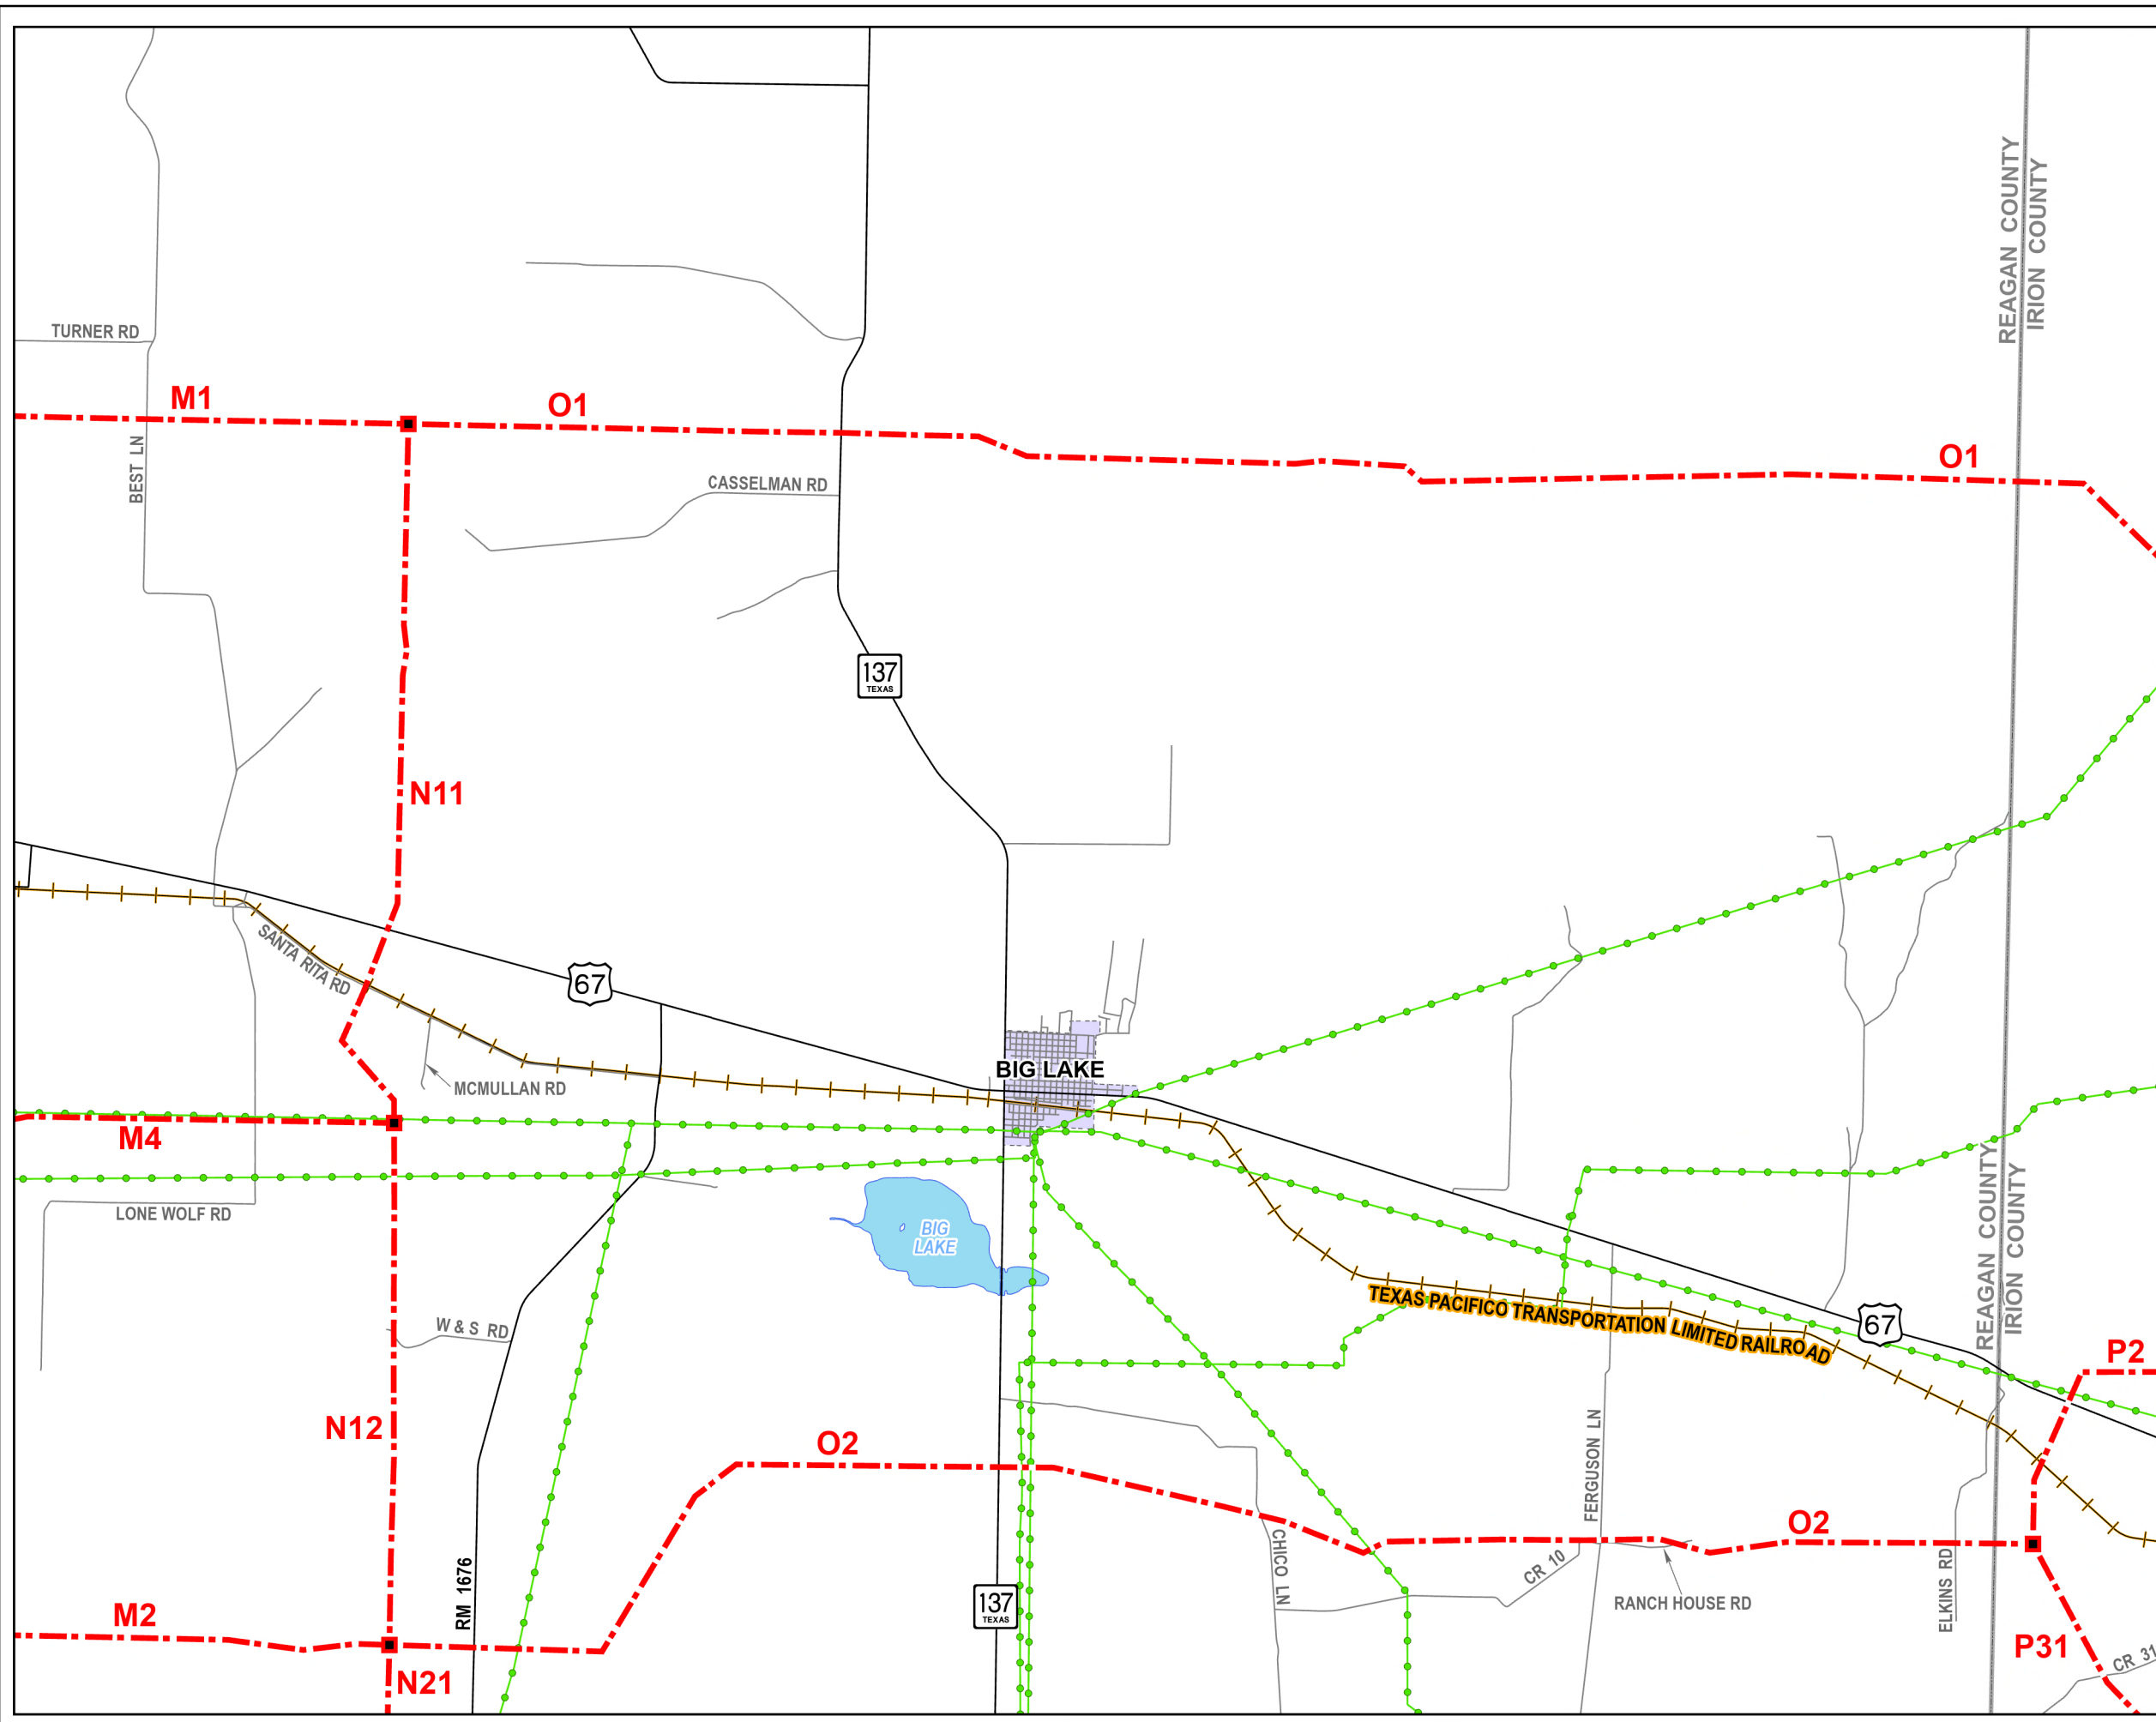 REAGAN COUNTY
IRION COUNTY
TURNER RD
M1
O1
BEST LN
CASSELMAN RD
O1
137
TEXAS
N11
SANTA RITA RD
67
BIG LAKE
MCMULLAN RD
M4
LONE WOLF RD
BIG
LAKE
REAGAN COUNTY
IRION COUNTY
TEXAS PACIFICO TRANSPORTATION LIMITED RAILROAD
67
W & S RD
P2
N12
O2
FERGUSON LN
O2
CHICO LN
CR 10
RM 1676
137
TEXAS
RANCH HOUSE RD
ELKINS RD
M2
P31
CR 31
N21